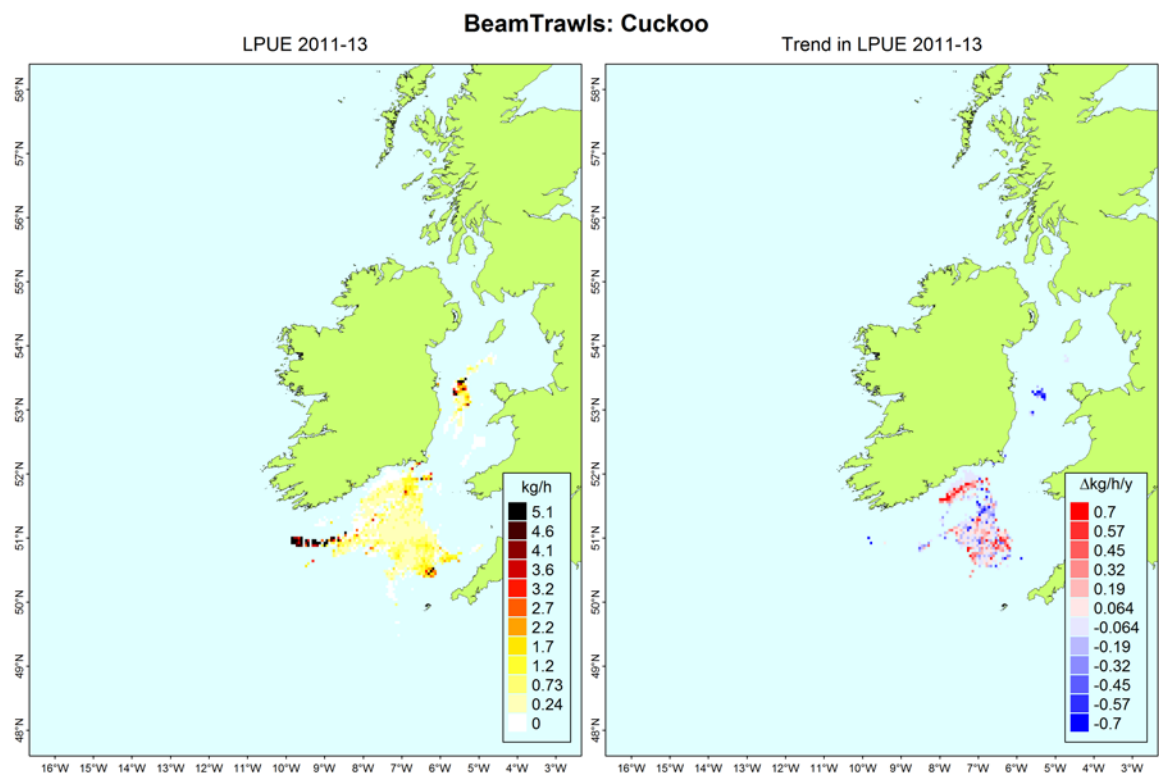 BeamTrawls: Cuckoo
LPUE 2011-13
Trend in LPUE 2011-13
58°N
57°N
56°N
55°N
54°N
53°N
52°N
51°N
50°N
49°N
48°N
kg/h
5.1
4.6
4.1
3.6
3.2
2.7
2.2
1.7
1.2
0.73
0.24
0
16°W 15°W 14°W 13°W 12°W 11°W 10°W 9°W 8°W 7°W 6°W 5°W 4°W 3°W
58°N
57°N
56°N
55°N
54°N
53°N
52°N
51°N
50°N
49°N
48°N
Δkg/h/y
0.7
0.57
0.45
0.32
0.19
0.064
-0.064
-0.19
-0.32
-0.45
-0.57
-0.7
16°W 15°W 14°W 13°W 12°W 11°W 10°W 9°W 8°W 7°W 6°W 5°W 4°W 3°W